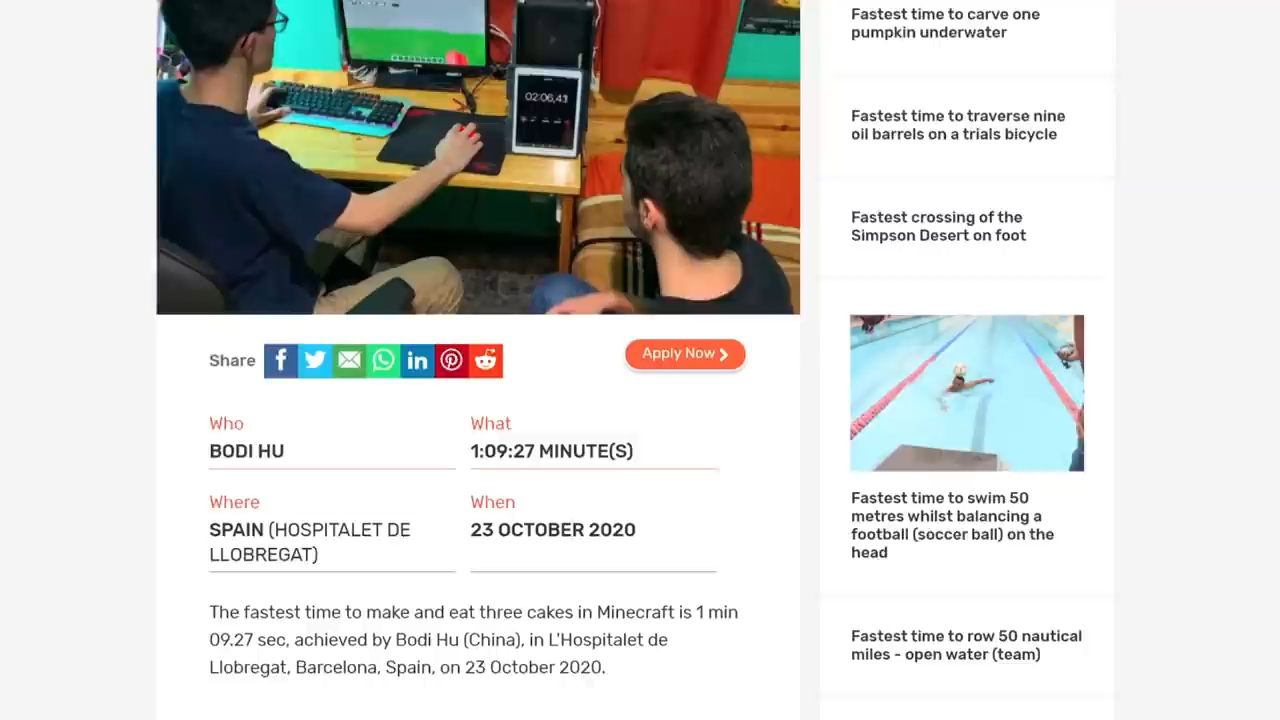 02:06,41
Share
Apply Now
Who
BODI HU
What
1:09:27 MINUTE(S)
Where
SPAIN (HOSPITALET DE
LLOBREGAT)
When
23 OCTOBER 2020
The fastest time to make and eat three cakes in Minecraft is 1 min
09.27 sec, achieved by Bodi Hu (China), in L'Hospitalet de
Llobregat, Barcelona, Spain, on 23 October 2020.
Fastest time to carve one
pumpkin underwater
Fastest time to traverse nine
oil barrels on a trials bicycle
Fastest crossing of the
Simpson Desert on foot
Fastest time to swim 50
metres whilst balancing a
football (soccer ball) on the
head
Fastest time to row 50 nautical
miles - open water (team)